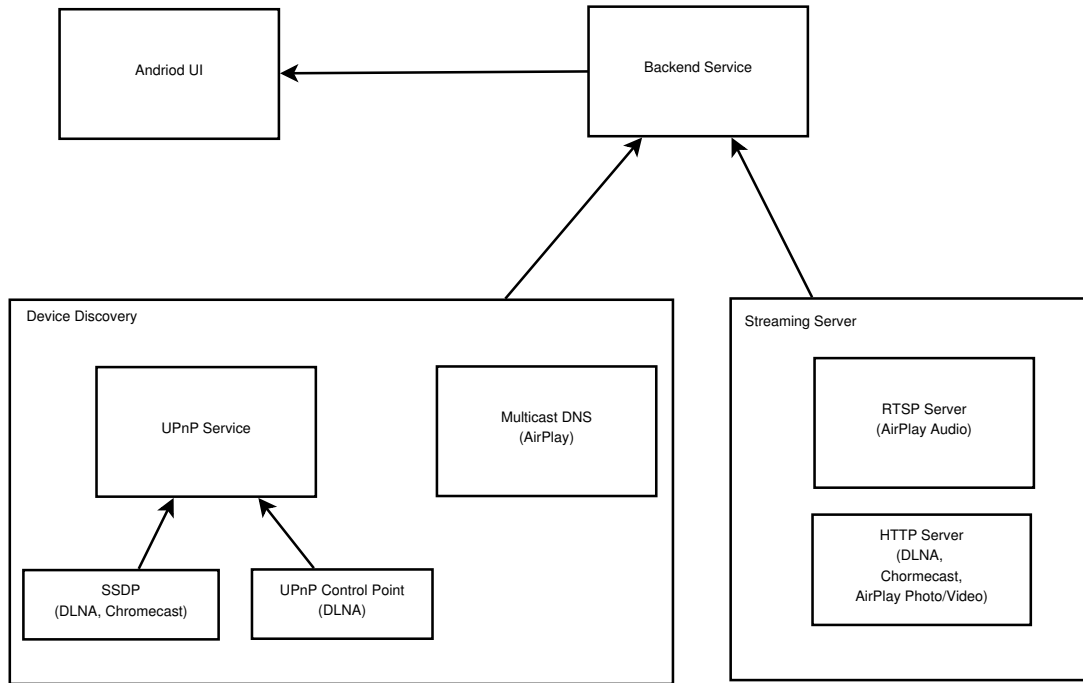 Andriod UI
Backend Service
Device Discovery
UPnP Service
Multicast DNS
(AirPlay)
SSDP
(DLNA, Chromecast)
UPnP Control Point
(DLNA)
Streaming Server
RTSP Server
(AirPlay Audio)
HTTP Server
(DLNA,
Chormecast,
AirPlay Photo/Video)